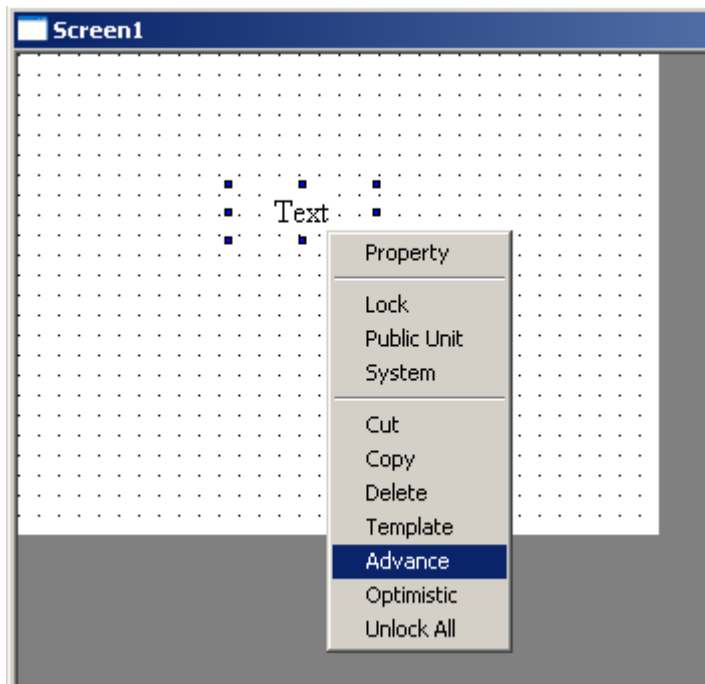 Screen1
Text
Property
Lock
Public Unit
System
Cut
Copy
Delete
Template
Advance
Optimistic
Unlock All